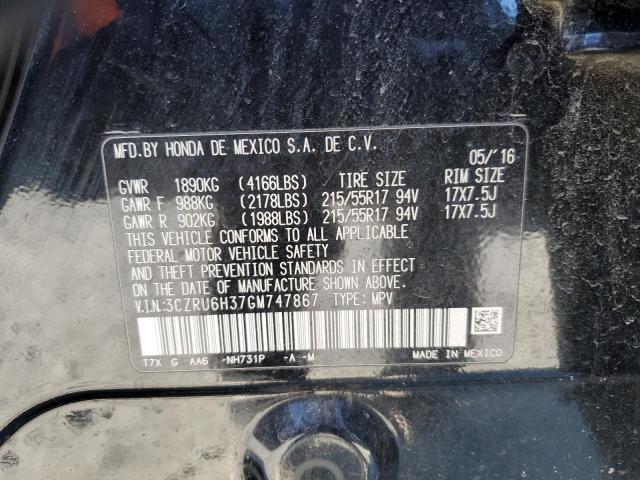 MFD.BY HONDA DE MEXICO S.A. DE C.V. 05/'16
GVWR 1890KG (4166LBS) TIRE SIZE RIM SIZE
GAWR F 988KG (2178LBS) 215/55R17 94V 17X7.5J
GAWR R 902KG (1988LBS) 215/55R17 94V 17X7.5J
THIS VEHICLE CONFORMS TO ALL APPLICABLE
FEDERAL MOTOR VEHICLE SAFETY
AND THEFT PREVENTION STANDARDS IN EFFECT
ON THE DATE OF MANUFACTURE SHOWN ABOVE.
V.I.N:3CZRU6H37GM747867 TYPE: MPV
T7X G AA6 -NH731P -A -M MADE IN MEXICO